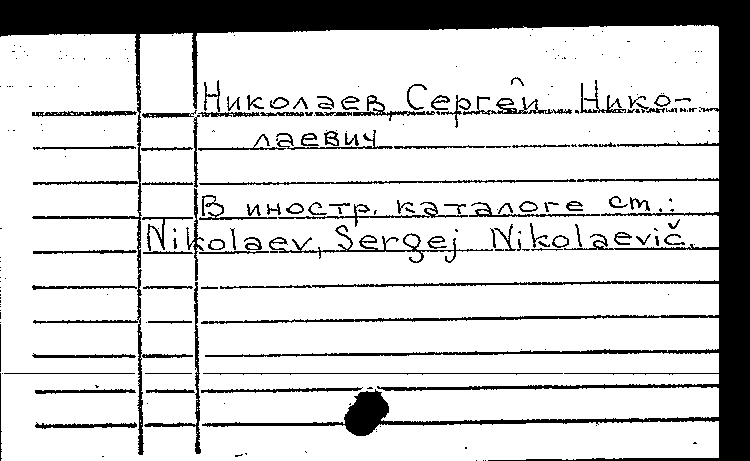 Николаев, Сергей Нико-
лаевич
В иностр. каталоге см.:
Nikolaev, Sergej Nikolaevič.